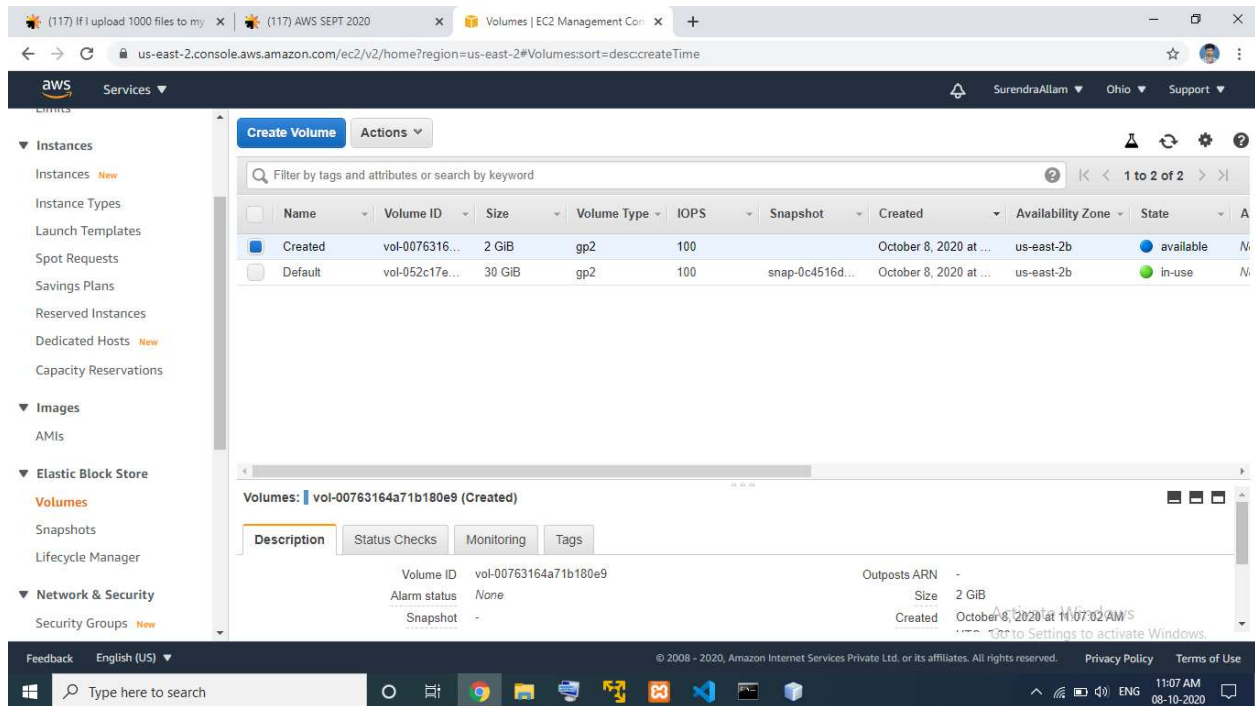 (117) If I upload 1000 files to my
(117) AWS SEPT 2020
Volumes | EC2 Management Con
us-east-2.console.aws.amazon.com/ec2/v2/home?region=us-east-2#Volumes:sort=desc:createTime
aws Services SurendraAllam Ohio Support
Limits
Instances
Instances New
Instance Types
Launch Templates
Spot Requests
Savings Plans
Reserved Instances
Dedicated Hosts New
Capacity Reservations
Images
AMIs
Elastic Block Store
Volumes
Snapshots
Lifecycle Manager
Network & Security
Security Groups New
Create Volume Actions
Filter by tags and attributes or search by keyword 1 to 2 of 2
Name Volume ID Size Volume Type IOPS Snapshot Created Availability Zone State A
Created vol-0076316... 2 GiB gp2 100 October 8, 2020 at ... us-east-2b available
Default vol-052c17e... 30 GiB gp2 100 snap-0c4516d... October 8, 2020 at ... us-east-2b in-use
Volumes: vol-00763164a71b180e9 (Created)
Description Status Checks Monitoring Tags
Volume ID vol-00763164a71b180e9 Outposts ARN -
Alarm status None Size 2 GiB
Snapshot - Created October 8, 2020 at 11:07:02 AM
Activate Windows
Go to Settings to activate Windows.
Feedback English (US) © 2008 - 2020, Amazon Internet Services Private Ltd. or its affiliates. All rights reserved. Privacy Policy Terms of Use
Type here to search ENG 11:07 AM
08-10-2020